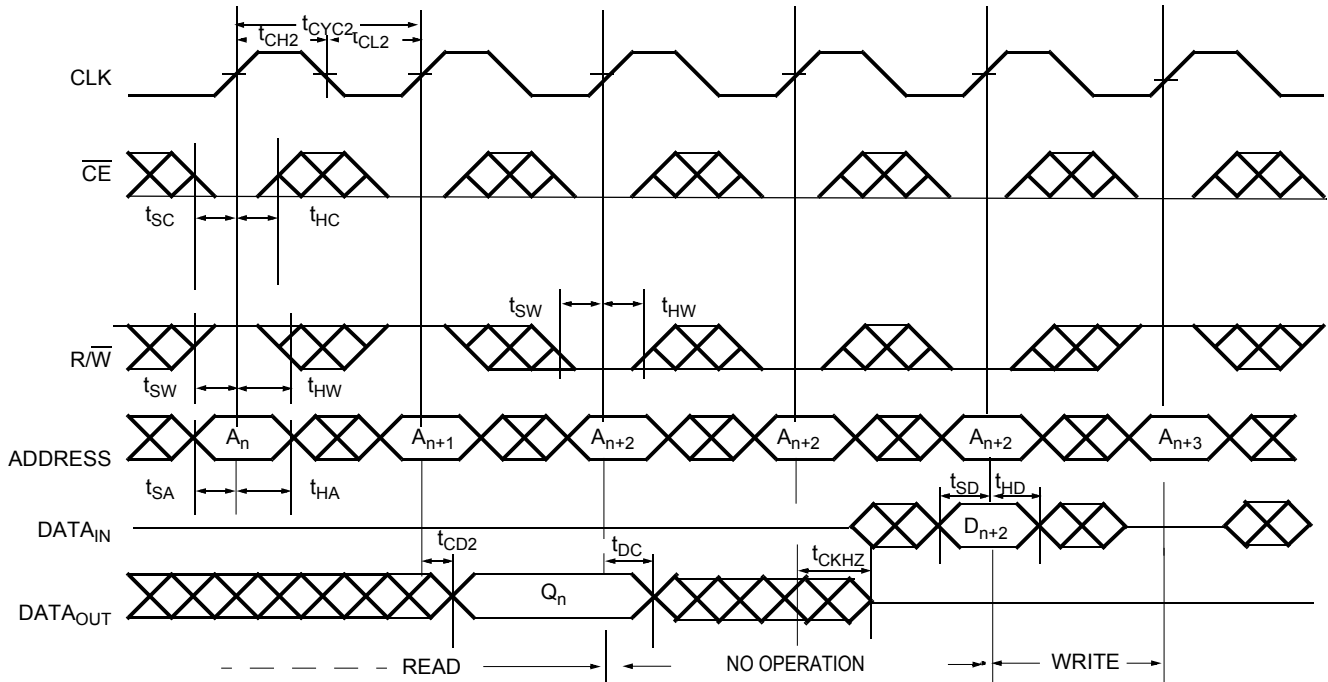 tCYC2
tCH2 tCL2
CLK
CE
tSC tHC
tSW tHW
R/W
tSW tHW
An An+1 An+2 An+2 An+2 An+3
ADDRESS
tSA tHA tSD tHD
DATAIN Dn+2
tCD2 tDC tCKHZ
Qn
DATAOUT
READ NO OPERATION WRITE